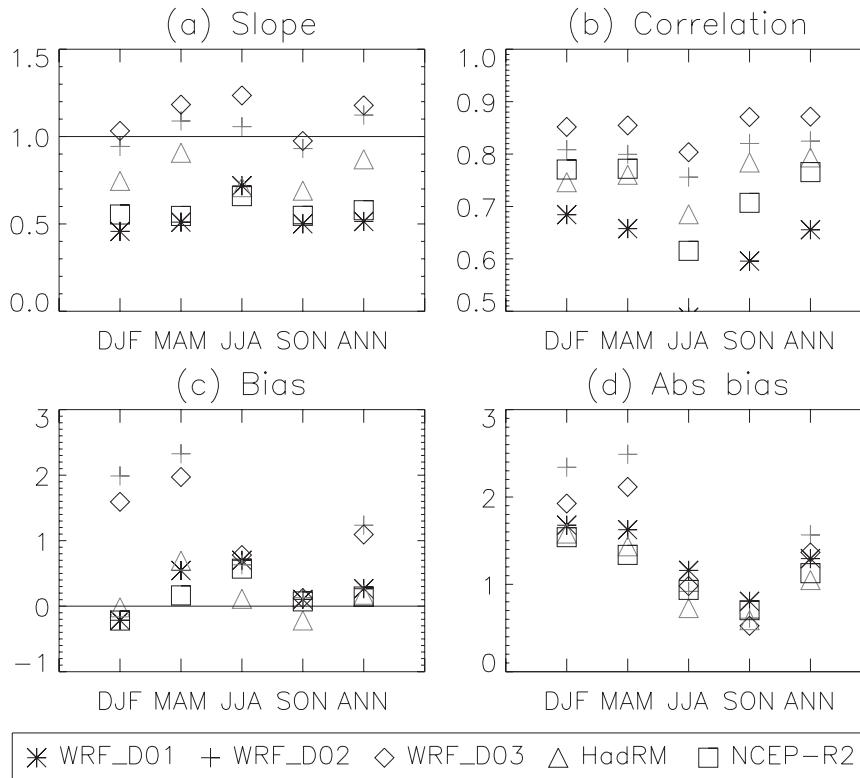 (a) Slope
(b) Correlation
1.5
1.0
0.5
0.0
1.0
0.9
0.8
0.7
0.6
0.5
DJF MAM JJA SON ANN
DJF MAM JJA SON ANN
(c) Bias
(d) Abs bias
3
2
1
0
-1
3
2
1
0
DJF MAM JJA SON ANN
DJF MAM JJA SON ANN
WRF_D01 WRF_D02 WRF_D03 HadRM NCEP-R2